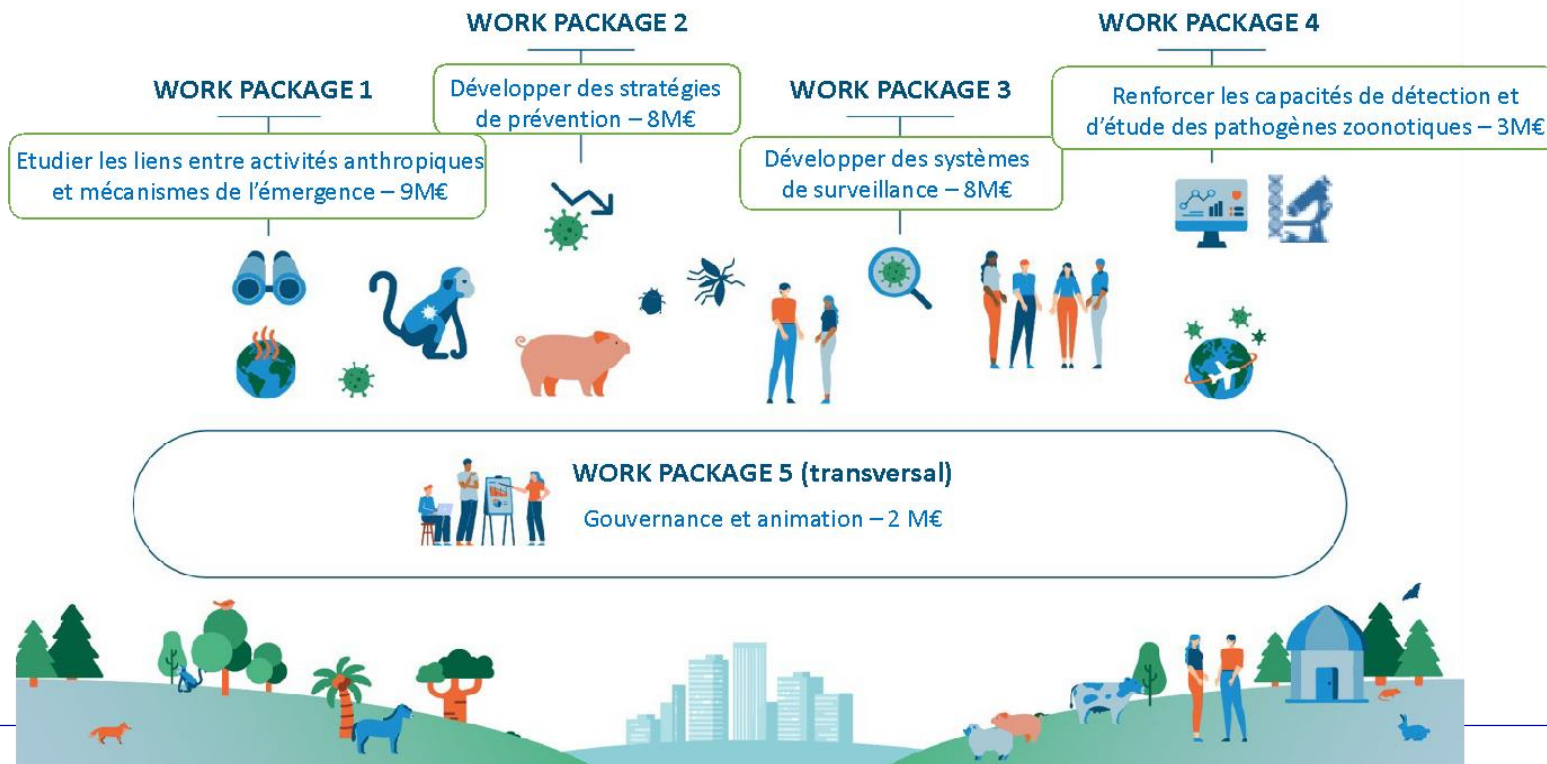 WORK PACKAGE 1
Etudier les liens entre activités anthropiques
et mécanismes de l'émergence – 9M€
WORK PACKAGE 2
Développer des stratégies
de prévention – 8M€
WORK PACKAGE 3
Développer des systèmes
de surveillance – 8M€
WORK PACKAGE 4
Renforcer les capacités de détection et
d'étude des pathogènes zoonotiques – 3M€
WORK PACKAGE 5 (transversal)
Gouvernance et animation – 2 M€